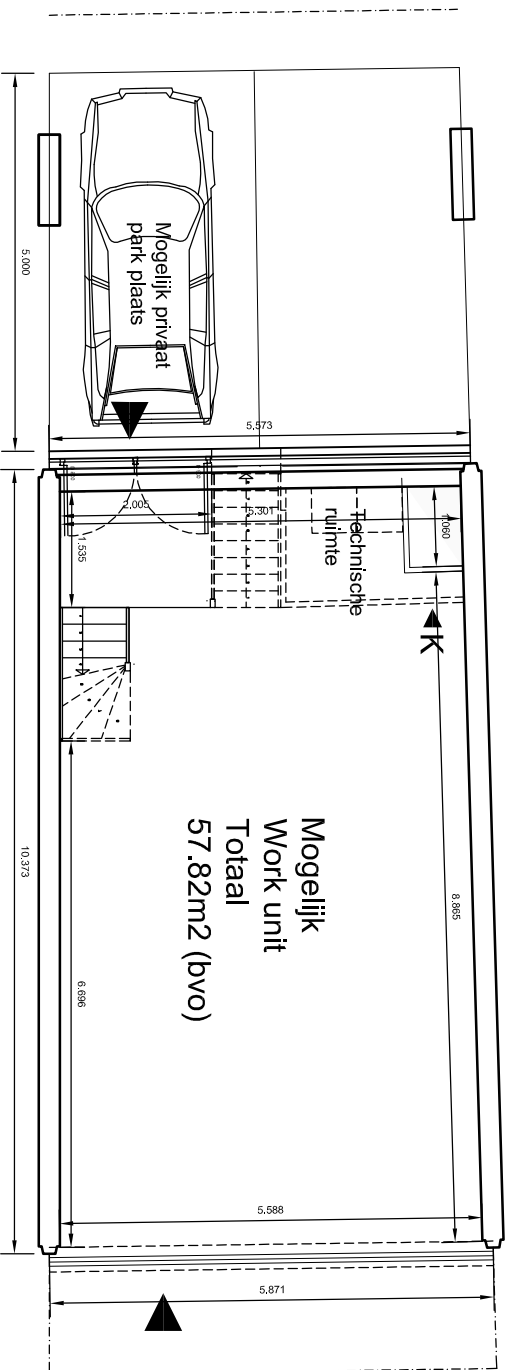 Mogelijk privaat
park plaats
5.000
5.573
2.005
5.301
1.535
Technische
ruimte
1.060
K
Mogelijk
Work unit
Totaal
57.82m2 (bvo)
8.865
6.696
10.373
5.588
5.871